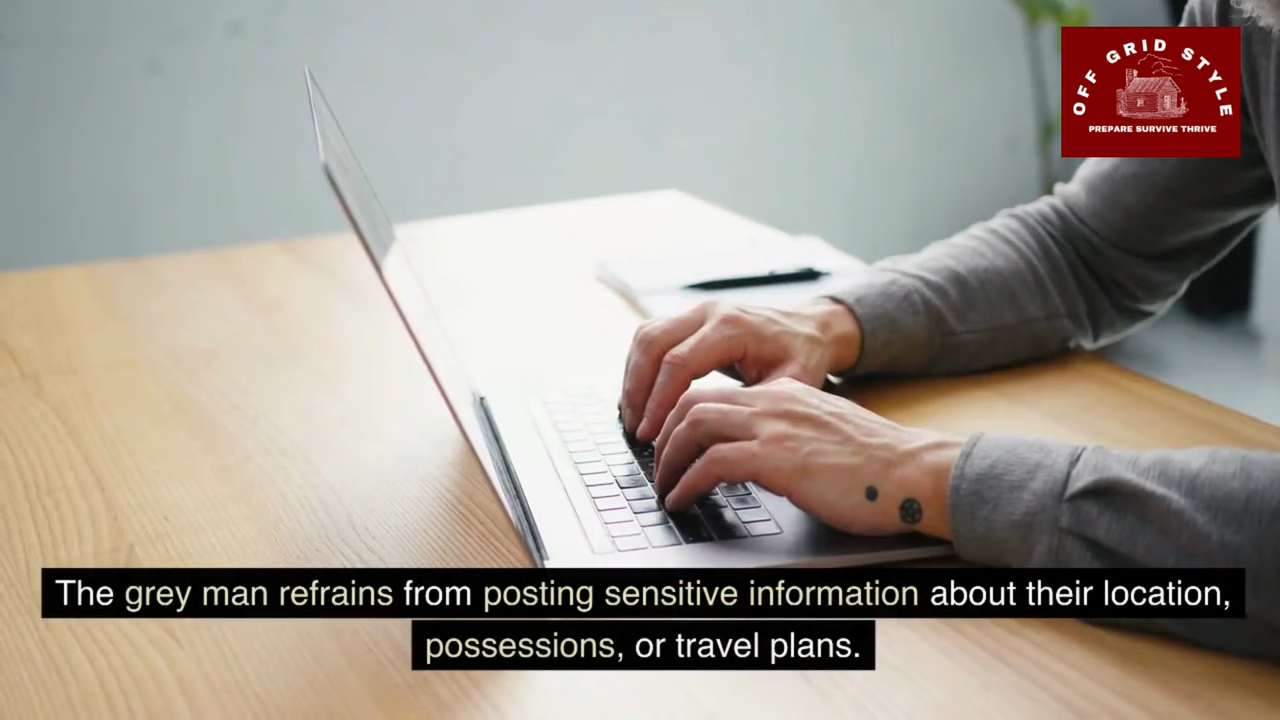 OFF GRID STYLE
PREPARE SURVIVE THRIVE
The grey man refrains from posting sensitive information about their location,
possessions, or travel plans.